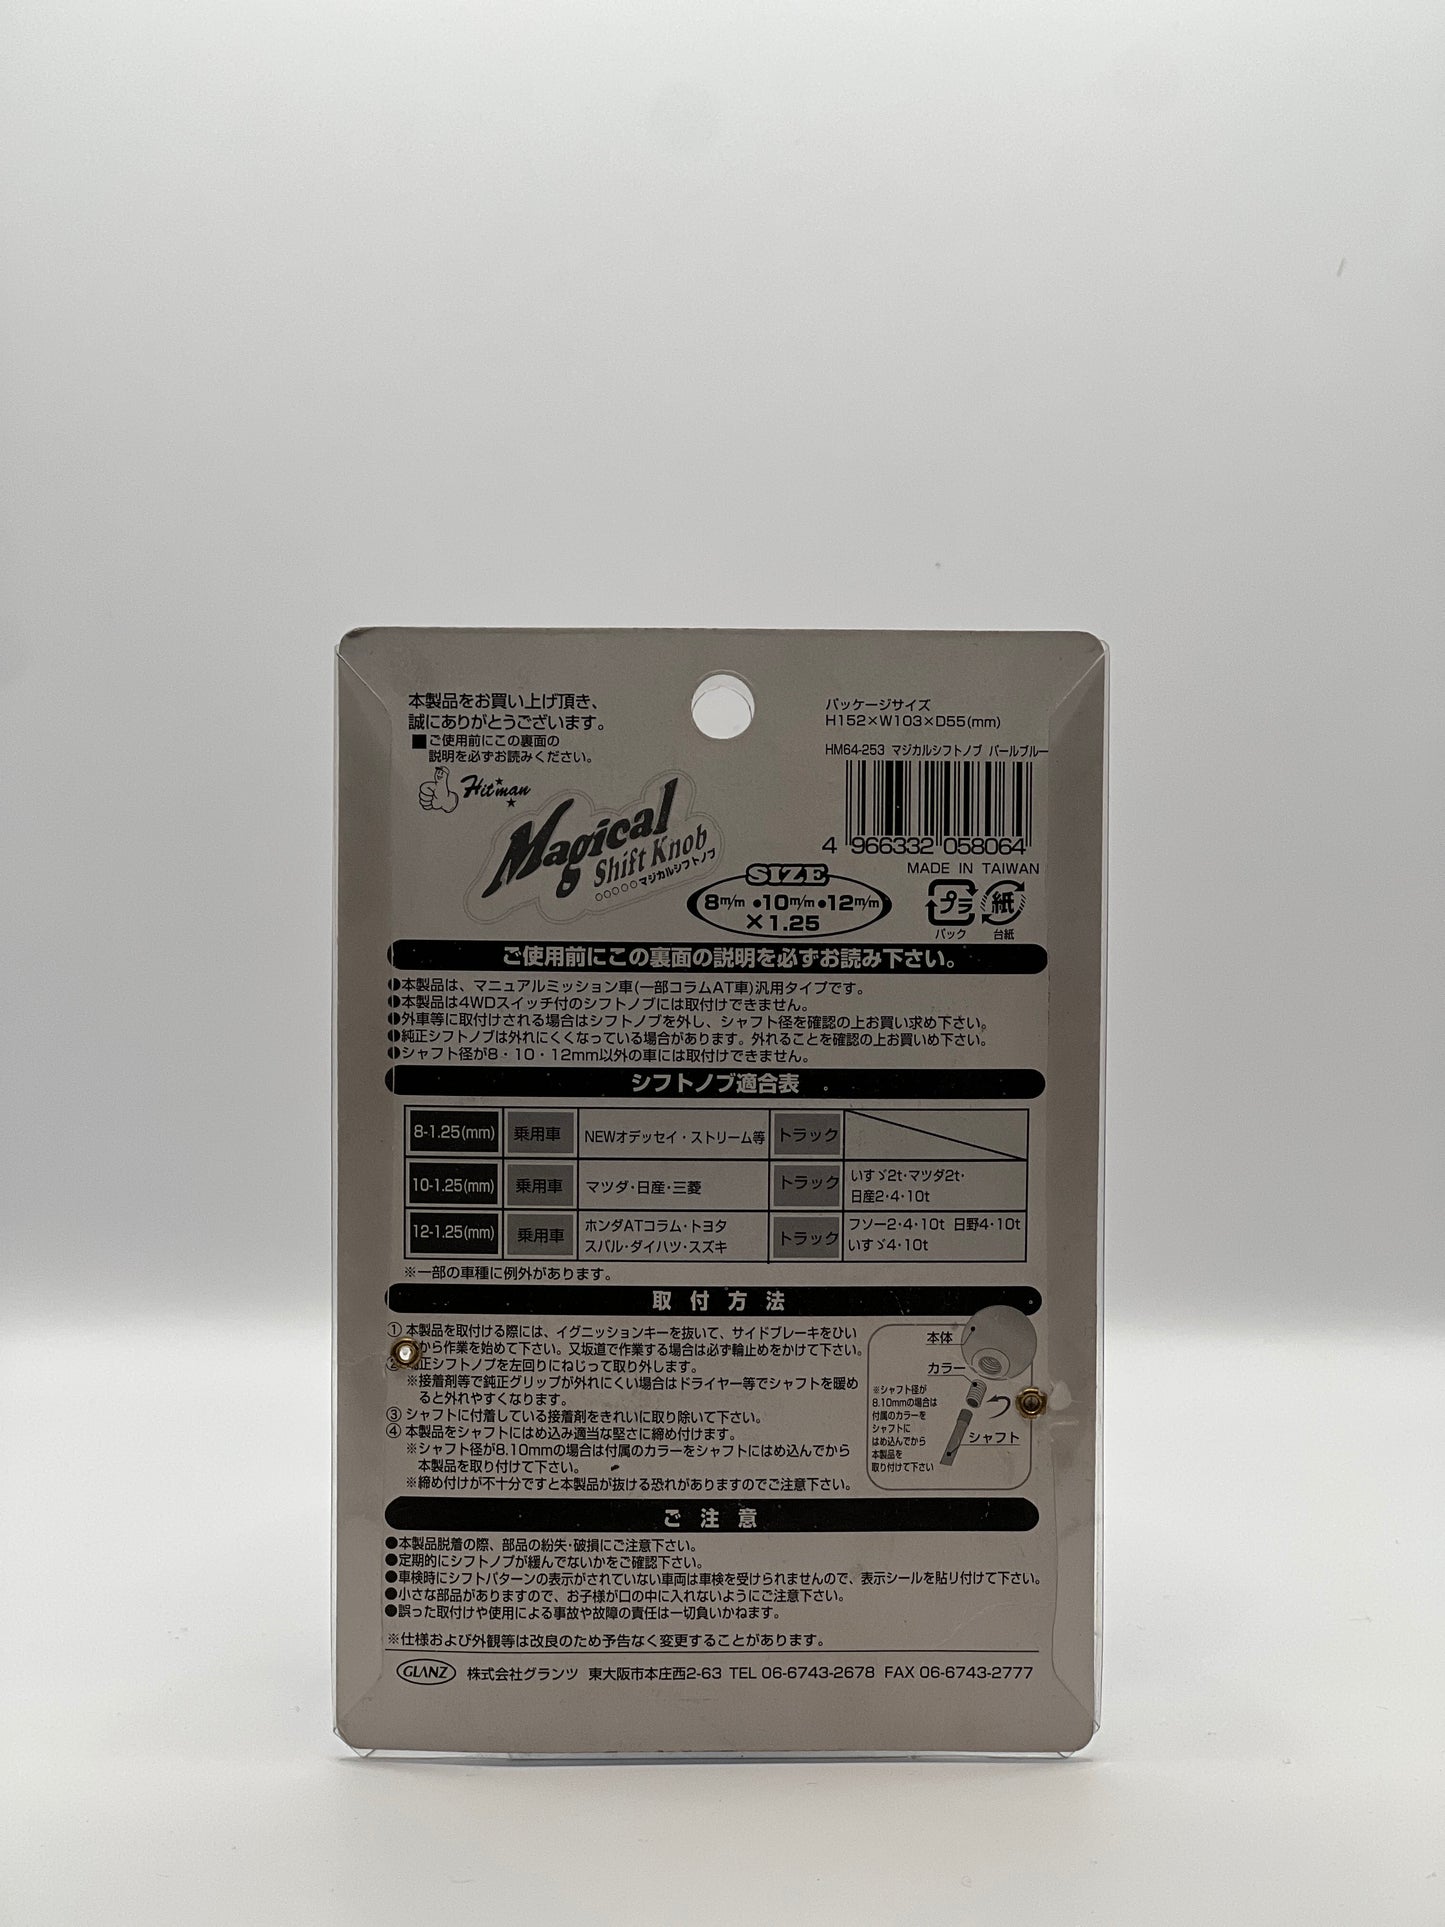 本製品をお買い上げ頂き、
誠にありがとうございます。
■ご使用前にこの裏面の
説明を必ずお読みください。
パッケージサイズ
H152×W103×D55(mm)
HM64-253 マジカルシフトノブ パールブルー
Hitman
Magical
Shift Knob
マジカルシフトノブ
4 966332 058064
MADE IN TAIWAN
SIZE
8m/m •10m/m•12m/m
×1.25
プラ 紙
パック 台紙
ご使用前にこの裏面の説明を必ずお読み下さい。
●本製品は、マニュアルミッション車(一部コラムAT車)汎用タイプです。
●本製品は4WDスイッチ付のシフトノブには取付けできません。
●外車等に取付けされる場合はシフトノブを外し、シャフト径を確認の上お買い求め下さい。
●純正シフトノブは外れにくくなっている場合があります。外れることを確認の上お買いめ下さい。
●シャフト径が8・10・12mm以外の車には取付けできません。
シフトノブ適合表
8-1.25(mm) 乗用車 NEWオデッセイ・ストリーム等 トラック
10-1.25(mm) 乗用車 マツダ・日産・三菱 トラック いすゞ2t・マツダ2t・
日産2・4・10t
12-1.25(mm) 乗用車 ホンダATコラム・トヨタ
スバル・ダイハツ・スズキ トラック フソー2・4・10t 日野4・10t
いすゞ4・10t
※一部の車種に例外があります。
取付方法
① 本製品を取付ける際には、イグニッションキーを抜いて、サイドブレーキをひい
から作業を始めて下さい。又坂道で作業する場合は必ず輪止めをかけて下さい。
② 正シフトノブを左回りにねじって取り外します。
※接着剤等で純正グリップが外れにくい場合はドライヤー等でシャフトを暖め
ると外れやすくなります。
③ シャフトに付着している接着剤をきれいに取り除いて下さい。
④ 本製品をシャフトにはめ込み適当な堅さに締め付けます。
※シャフト径が8.10mmの場合は付属のカラーをシャフトにはめ込んでから
本製品を取り付けて下さい。
※締め付けが不十分ですと本製品が抜ける恐れがありますのでご注意下さい。
本体
カラー
※シャフト径が
8.10mmの場合は
付属のカラーを
シャフトに
はめ込んでから
本製品を
取り付けて下さい
シャフト
ご注意
●本製品脱着の際、部品の紛失・破損にご注意下さい。
●定期的にシフトノブが緩んでないかをご確認下さい。
●車検時にシフトパターンの表示がされていない車両は車検を受けられませんので、表示シールを貼り付けて下さい。
●小さな部品がありますので、お子様が口の中に入れないようにご注意下さい。
●誤った取付けや使用による事故や故障の責任は一切負いかねます。
※仕様および外観等は改良のため予告なく変更することがあります。
GLANZ 株式会社グランツ 東大阪市本庄西2-63 TEL 06-6743-2678 FAX 06-6743-2777